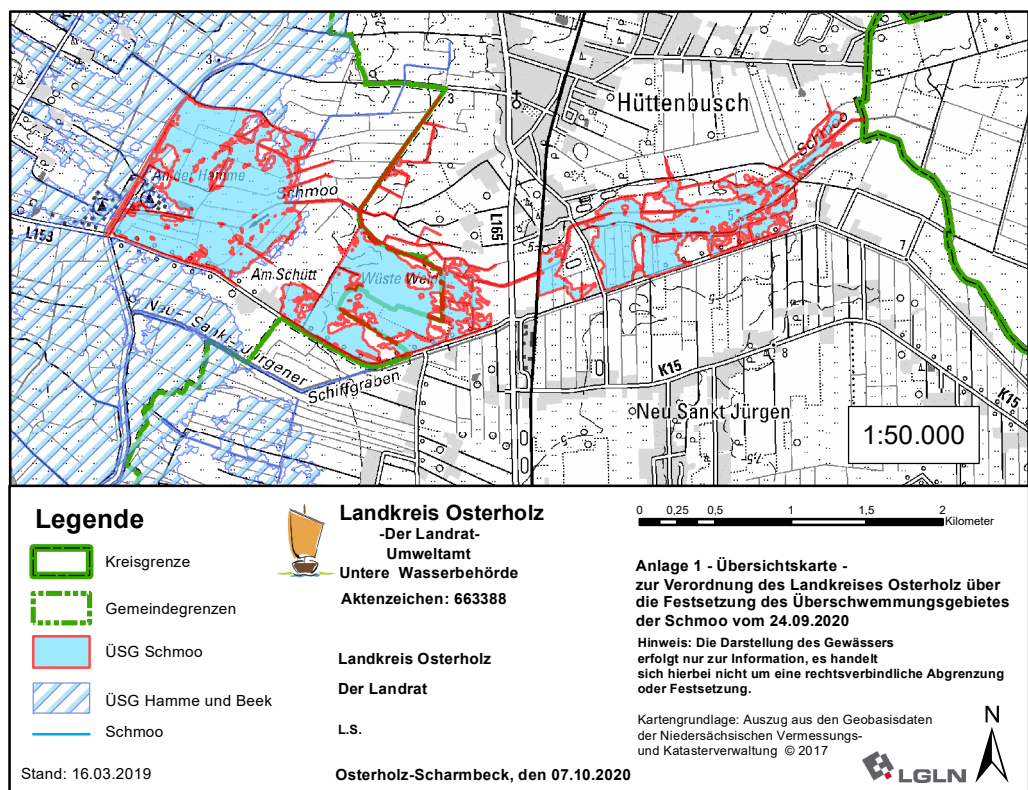 Hüttenbusch
3
3
An der Hamme
Schmoo
Schmoo
L153
L165
5
5
7
Am Schütt
Wüste Weide
Neu Sankt Jürgener
Schiffgraben
K15
8
K15
Neu Sankt Jürgen
1:50.000
Legende
Kreisgrenze
Gemeindegrenzen
ÜSG Schmoo
ÜSG Hamme und Beek
Schmoo
Stand: 16.03.2019
Landkreis Osterholz
-Der Landrat-
Umweltamt
Untere Wasserbehörde
Aktenzeichen: 663388
Landkreis Osterholz
Der Landrat
L.S.
Osterholz-Scharmbeck, den 07.10.2020
0 0,25 0,5 1 1,5 2
Kilometer
Anlage 1 - Übersichtskarte -
zur Verordnung des Landkreises Osterholz über
die Festsetzung des Überschwemmungsgebietes
der Schmoo vom 24.09.2020
Hinweis: Die Darstellung des Gewässers
erfolgt nur zur Information, es handelt
sich hierbei nicht um eine rechtsverbindliche Abgrenzung
oder Festsetzung.
Kartengrundlage: Auszug aus den Geobasisdaten
der Niedersächsischen Vermessungs-
und Katasterverwaltung © 2017
LGLN
N